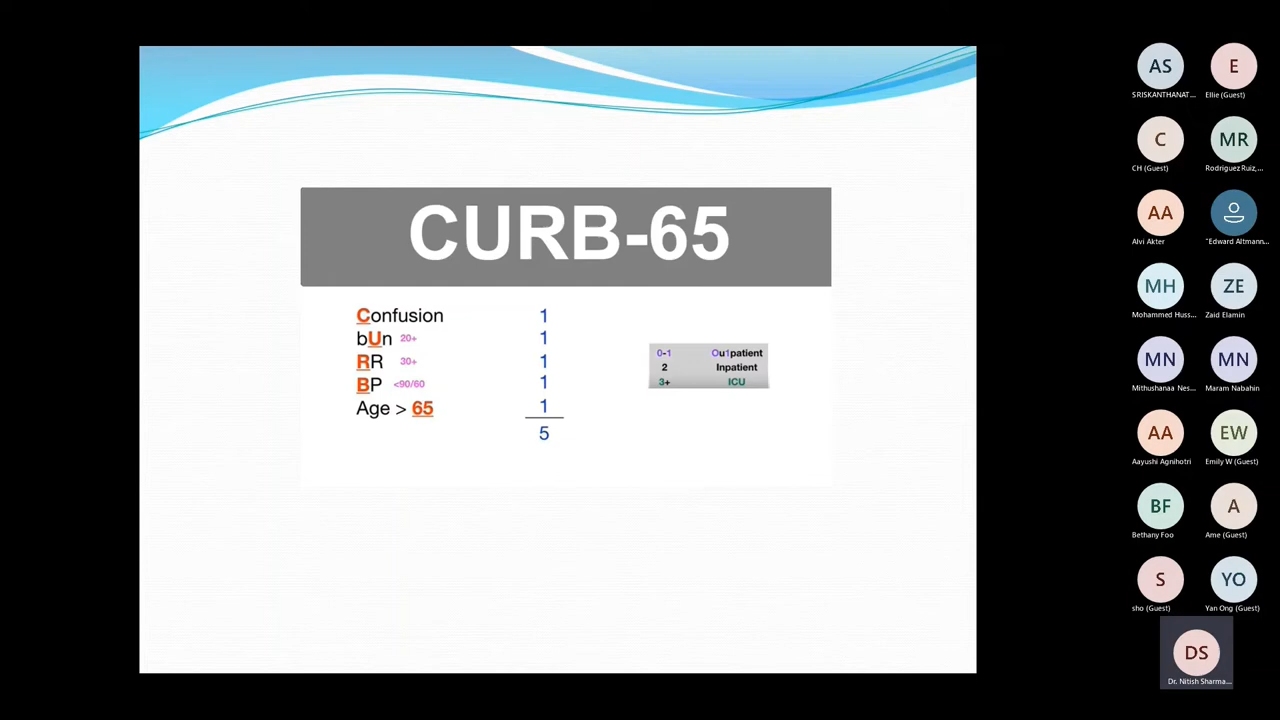 CURB-65
Confusion 1
bUn 20+ 1
RR 30+ 1
BP <90/60 1
Age > 65 1
5
0-1 Ou1patient
2 Inpatient
3+ ICU
AS
SRISKANTHANAT...
E
Ellie (Guest)
C
CH (Guest)
MR
Rodriguez Ruiz,...
AA
Alvi Akter
"Edward Altmann...
MH
Mohammed Huss...
ZE
Zaid Elamin
MN
Mithushanaa Nes...
MN
Maram Nabahin
AA
Aayushi Agnihotri
EW
Emily W (Guest)
BF
Bethany Foo
A
Ame (Guest)
S
sho (Guest)
YO
Yan Ong (Guest)
DS
Dr. Nitish Sharma...